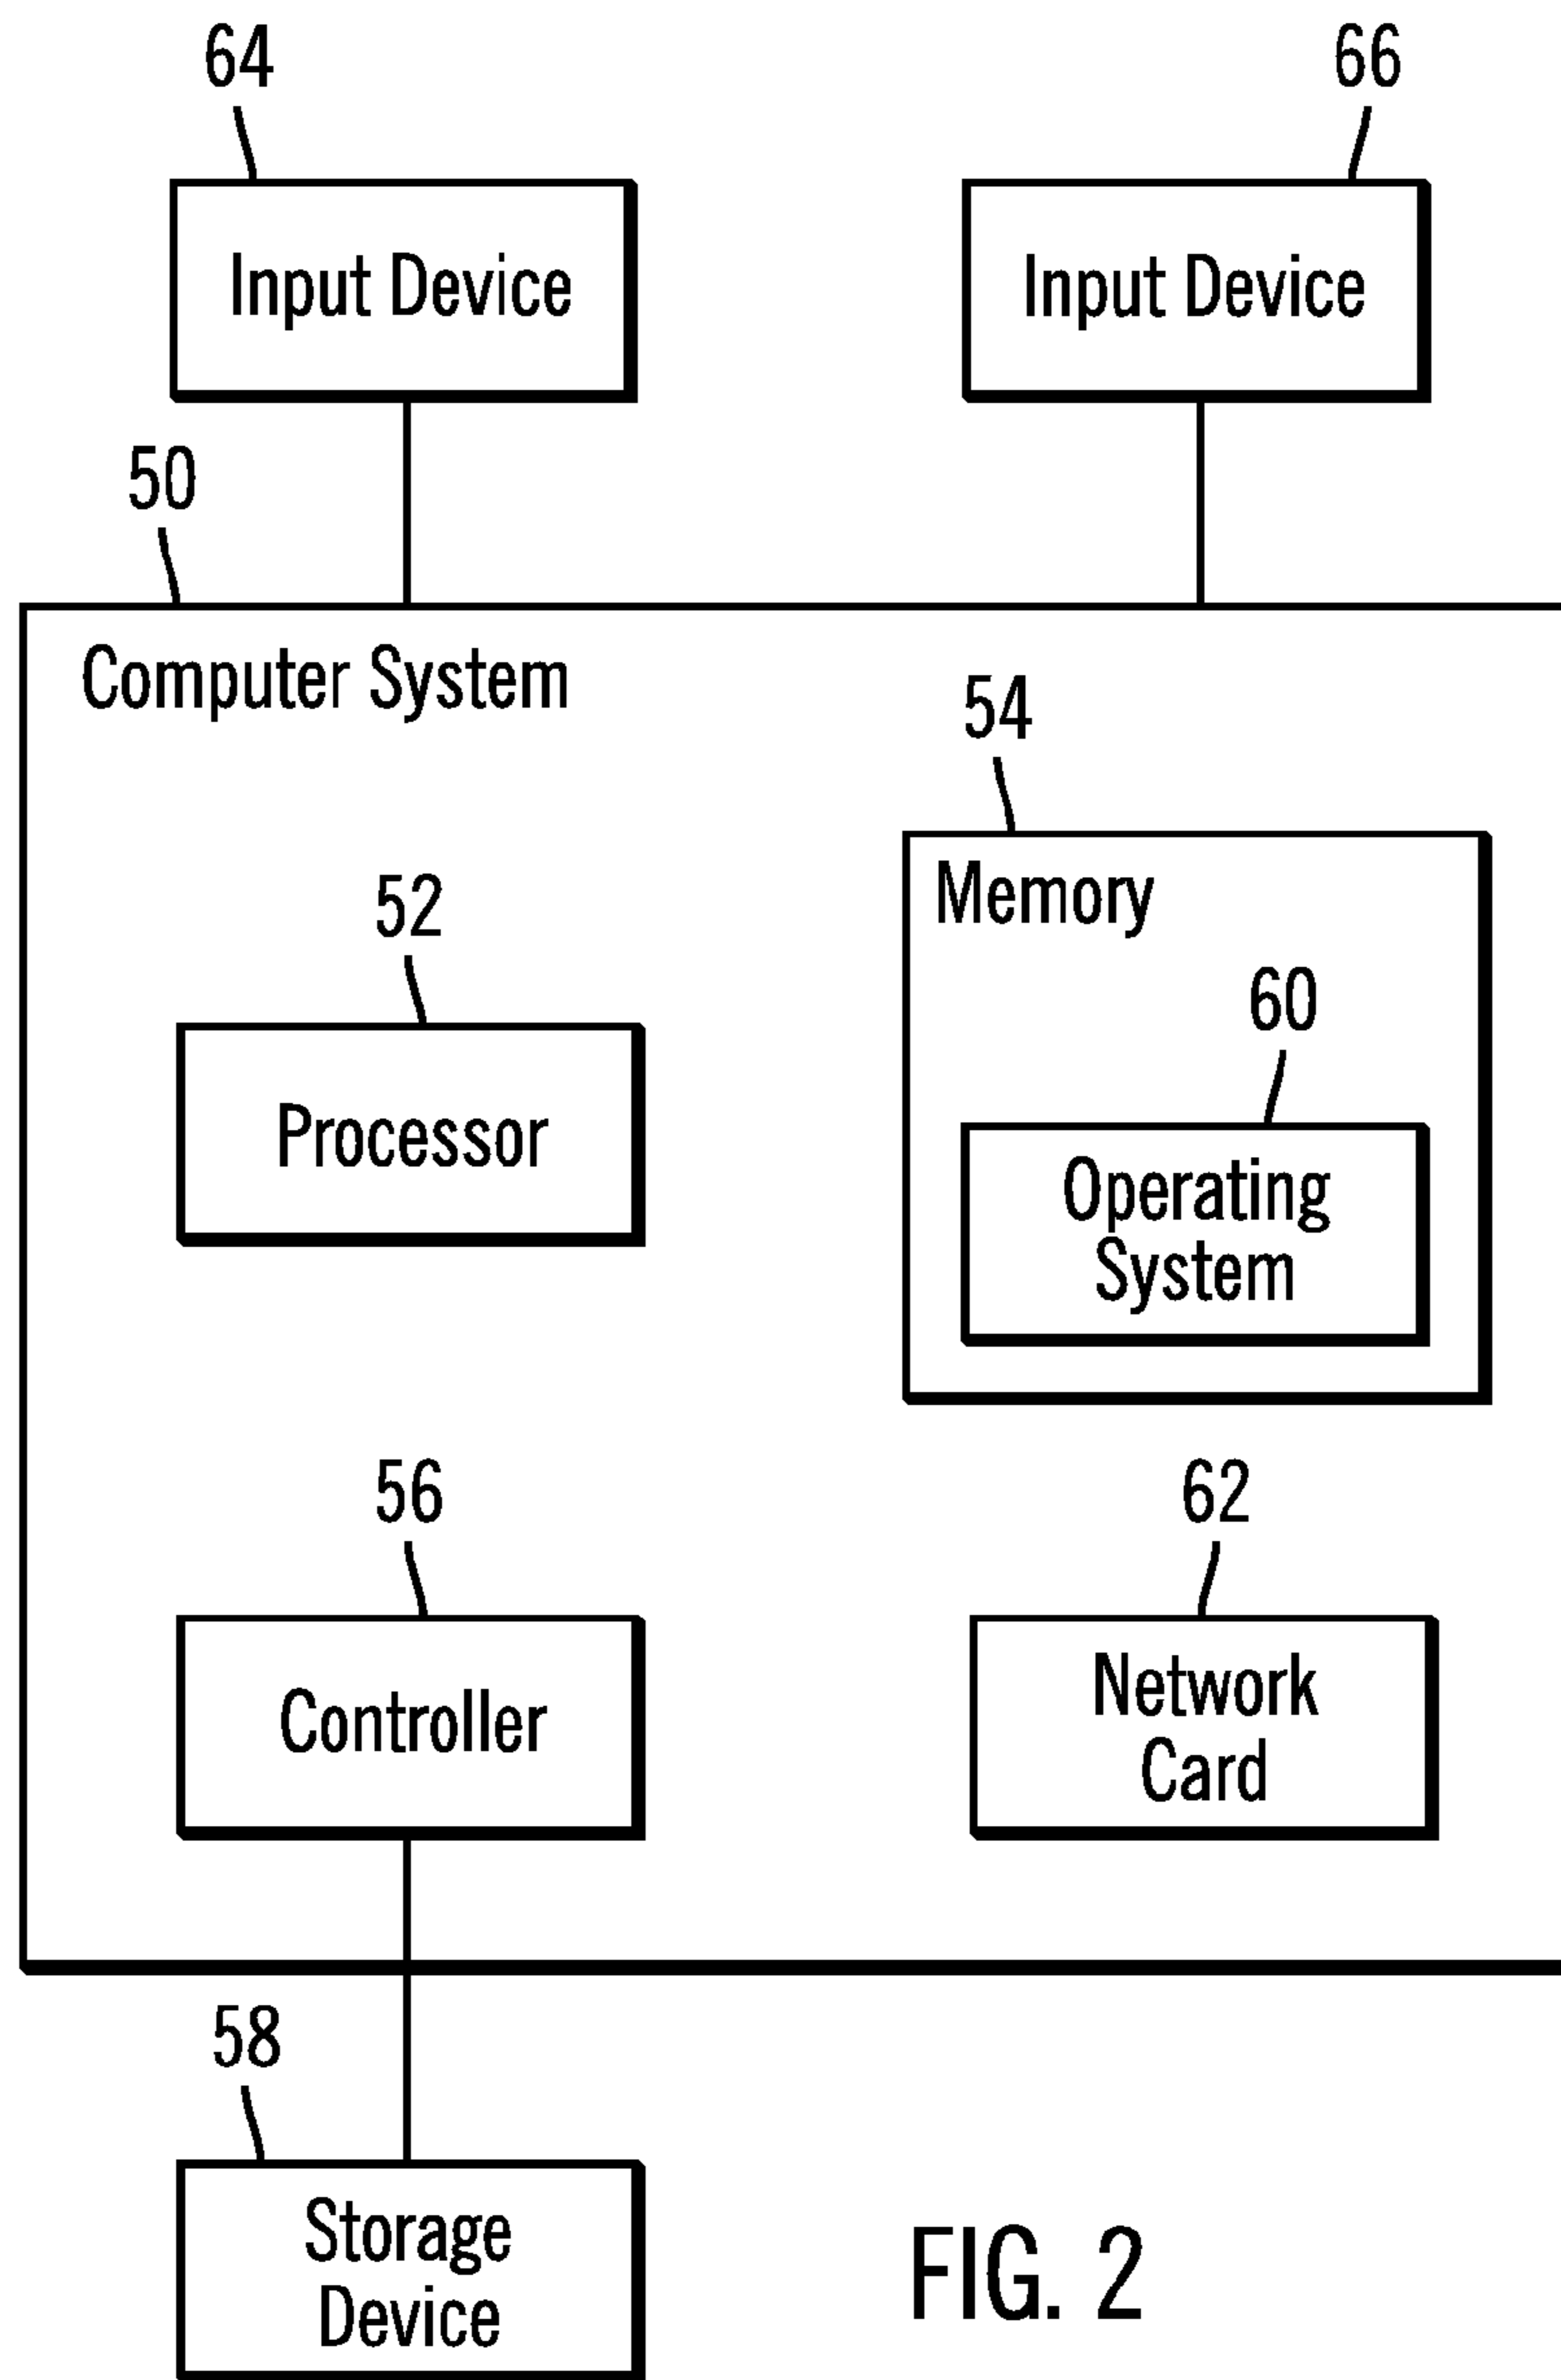 64
66
Input Device
Input Device
50
Computer System
54
Memory
52
60
Processor
Operating
System
56
62
Controller
Network
Card
58
Storage
Device
FIG. 2